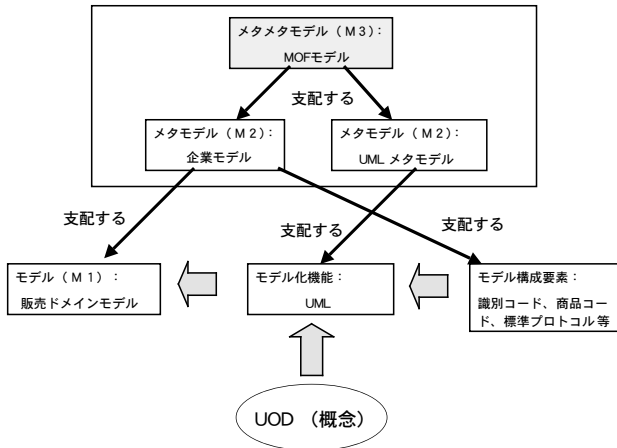 メタメタモデル（M3）：
MOFモデル
支配する
メタモデル（M2）：
企業モデル
メタモデル（M2）：
UML メタモデル
支配する
支配する
支配する
モデル（M1）：
販売ドメインモデル
モデル化機能：
UML
モデル構成要素：
識別コード、商品コー
ド、標準プロトコル等
UOD （概念）